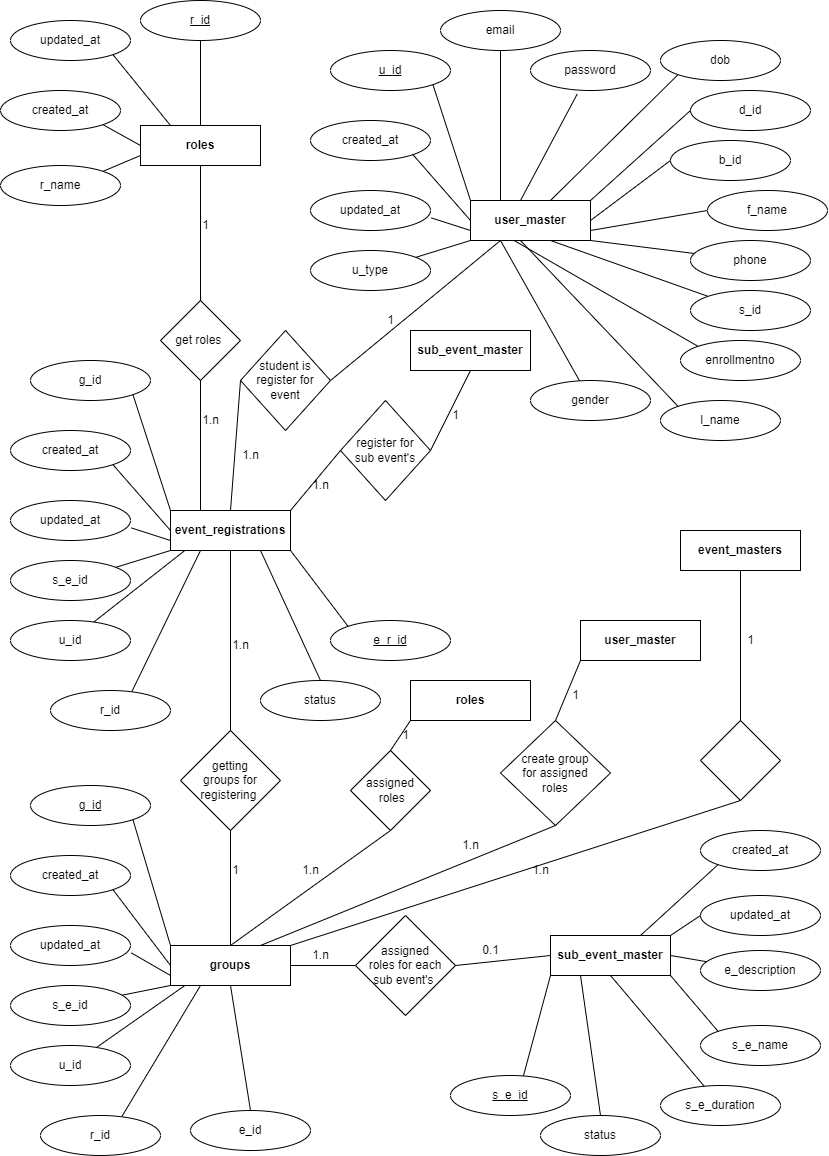 r_id
email
updated_at
dob
u_id
password
created_at
d_id
created_at
roles
b_id
r_name
updated_at
f_name
user_master
1
phone
u_type
s_id
1
get roles
sub_event_master
enrollmentno
student is
register for
event
g_id
gender
1
l_name
1.n
created_at
1.n
register for
sub event's
1.n
updated_at
event_registrations
event_masters
s_e_id
u_id
1.n
e_r_id
user_master
1
r_id
status
roles
1
1
getting
groups for
registering
create group
for assigned
roles
assigned
roles
g_id
1.n
created_at
created_at
1
1.n
1.n
updated_at
updated_at
1.n
0.1
assigned
roles for each
sub event's
sub_event_master
groups
e_description
s_e_id
s_e_name
u_id
s_e_id
s_e_duration
r_id
e_id
status